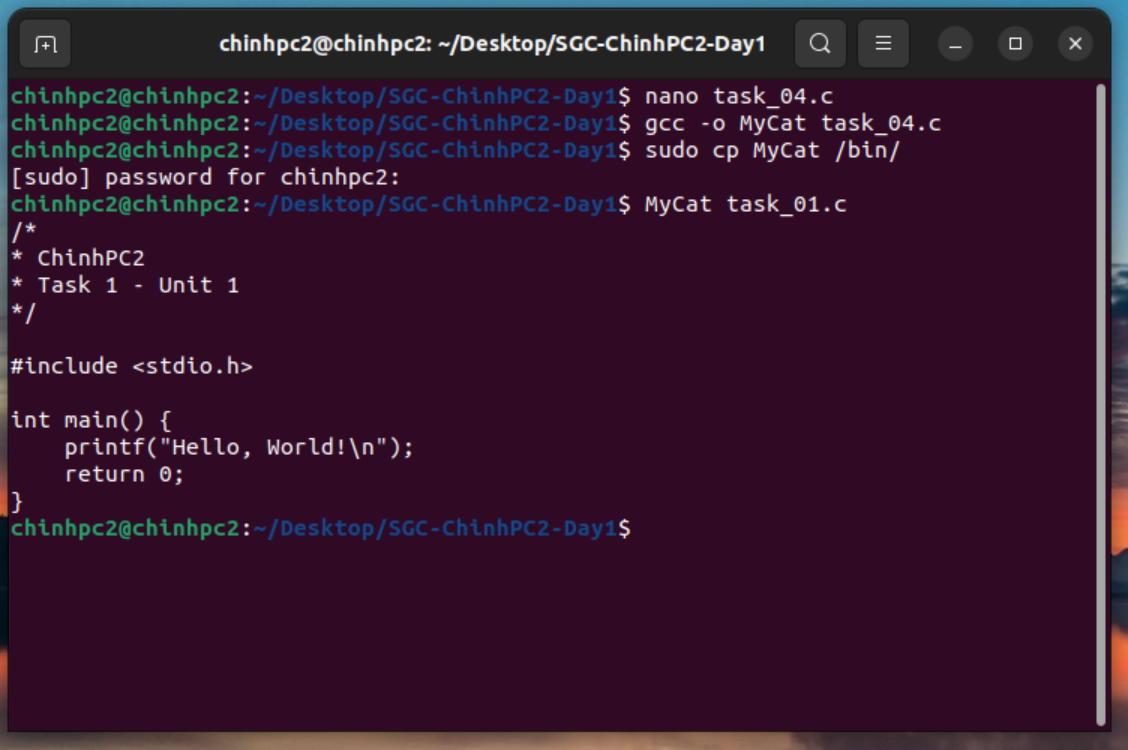 chinhpc2@chinhpc2: ~/Desktop/SGC-ChinhPC2-Day1
chinhpc2@chinhpc2:~/Desktop/SGC-ChinhPC2-Day1$ nano task_04.c
chinhpc2@chinhpc2:~/Desktop/SGC-ChinhPC2-Day1$ gcc -o MyCat task_04.c
chinhpc2@chinhpc2:~/Desktop/SGC-ChinhPC2-Day1$ sudo cp MyCat /bin/
[sudo] password for chinhpc2:
chinhpc2@chinhpc2:~/Desktop/SGC-ChinhPC2-Day1$ MyCat task_01.c
/*
* ChinhPC2
* Task 1 - Unit 1
*/

#include <stdio.h>

int main() {
    printf("Hello, World!\n");
    return 0;
}
chinhpc2@chinhpc2:~/Desktop/SGC-ChinhPC2-Day1$